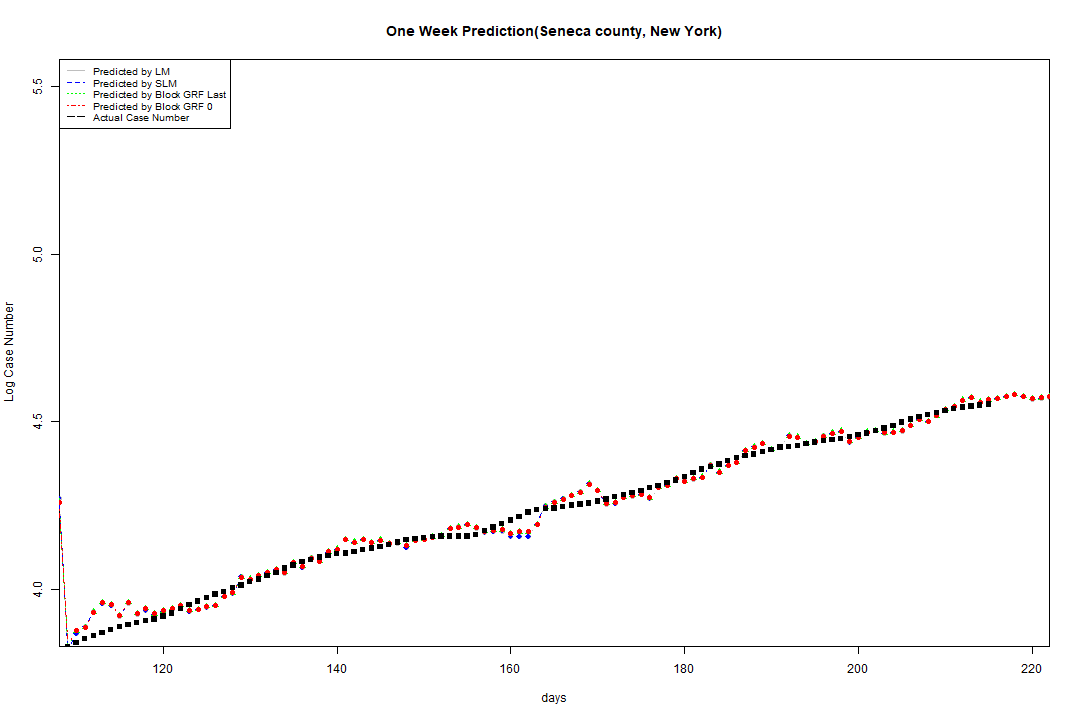 One Week Prediction(Seneca county, New York)
Predicted by LM
Predicted by SLM
Predicted by Block GRF Last
Predicted by Block GRF 0
Actual Case Number
5.5
5.0
4.5
4.0
Log Case Number
120 140 160 180 200 220
days